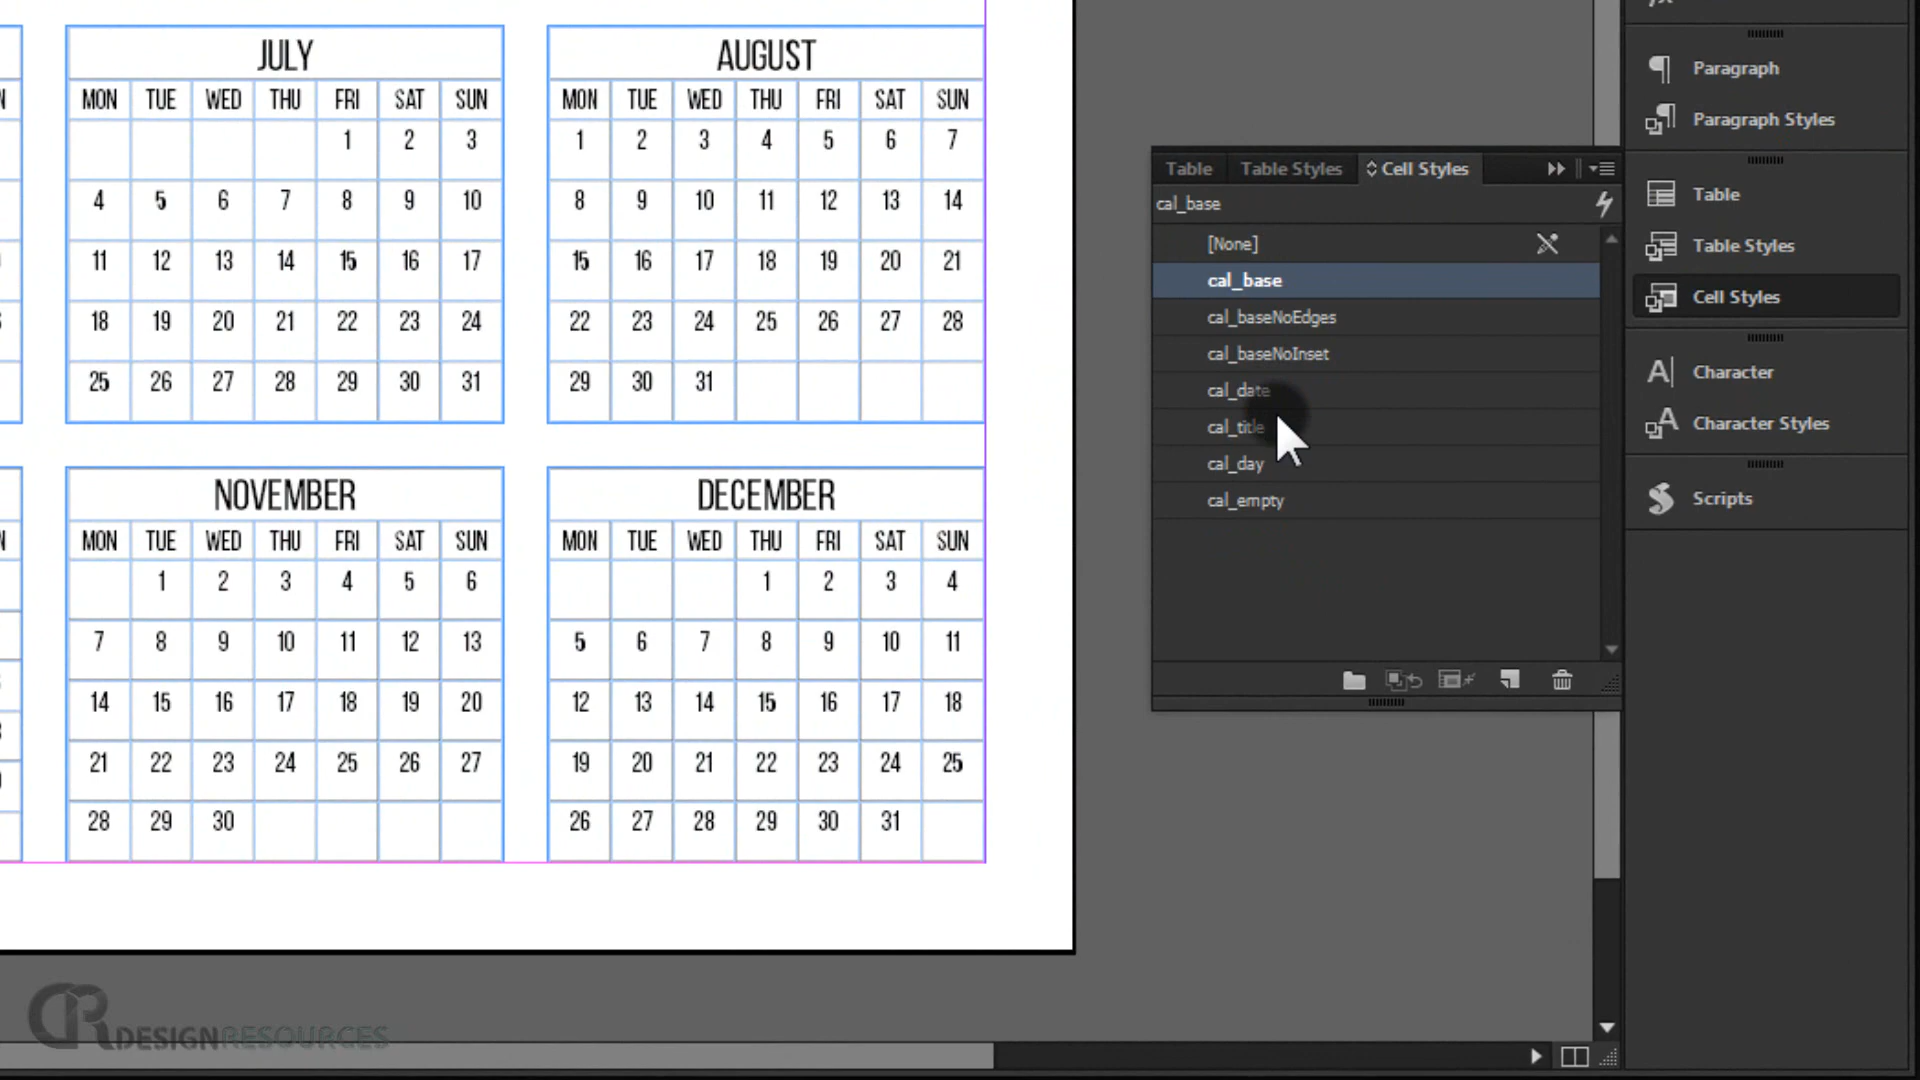 JULY
MON TUE WED THU FRI SAT SUN
1 2 3
4 5 6 7 8 9 10
11 12 13 14 15 16 17
18 19 20 21 22 23 24
25 26 27 28 29 30 31
AUGUST
MON TUE WED THU FRI SAT SUN
1 2 3 4 5 6 7
8 9 10 11 12 13 14
15 16 17 18 19 20 21
22 23 24 25 26 27 28
29 30 31
NOVEMBER
MON TUE WED THU FRI SAT SUN
1 2 3 4 5 6
7 8 9 10 11 12 13
14 15 16 17 18 19 20
21 22 23 24 25 26 27
28 29 30
DECEMBER
MON TUE WED THU FRI SAT SUN
1 2 3 4
5 6 7 8 9 10 11
12 13 14 15 16 17 18
19 20 21 22 23 24 25
26 27 28 29 30 31
Table Table Styles Cell Styles
cal_base
[None]
cal_base
cal_baseNoEdges
cal_baseNoInset
cal_date
cal_title
cal_day
cal_empty
Paragraph
Paragraph Styles
Table
Table Styles
Cell Styles
Character
Character Styles
Scripts
DESIGNRESOURCES